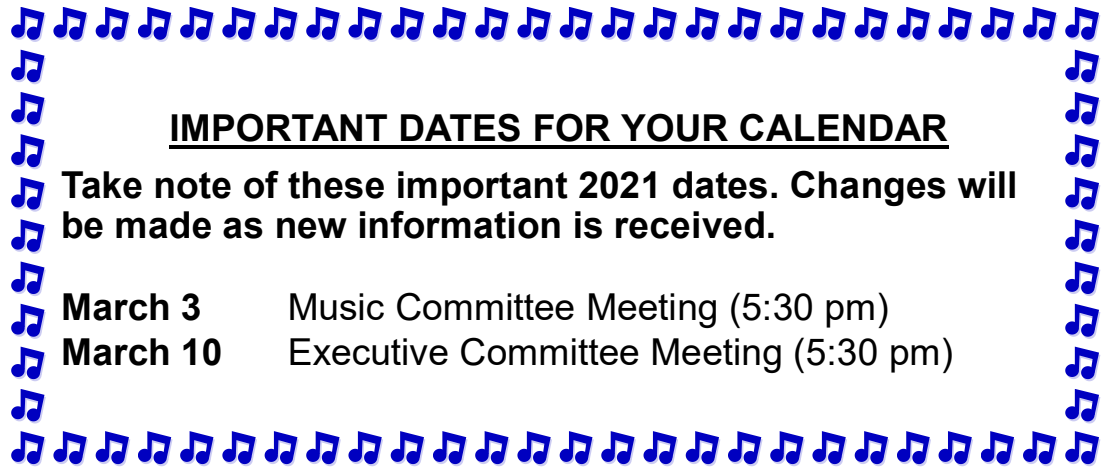 IMPORTANT DATES FOR YOUR CALENDAR
Take note of these important 2021 dates. Changes will
be made as new information is received.
March 3 Music Committee Meeting (5:30 pm)
March 10 Executive Committee Meeting (5:30 pm)